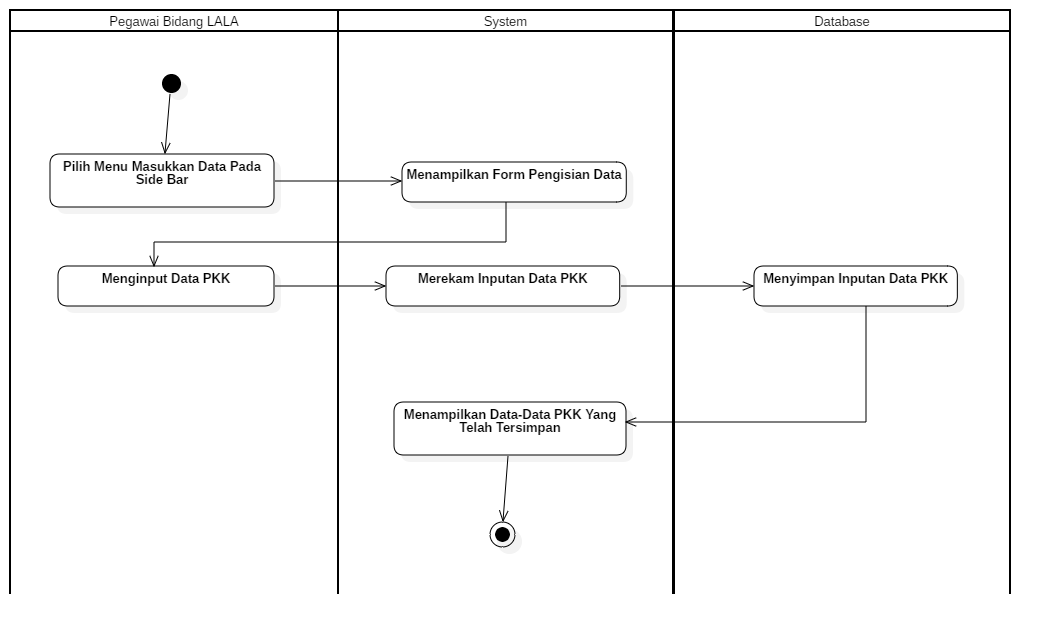 Pegawai Bidang LALA
System
Database
Pilih Menu Masukkan Data Pada
Side Bar
Menampilkan Form Pengisian Data
Menginput Data PKK
Merekam Inputan Data PKK
Menyimpan Inputan Data PKK
Menampilkan Data-Data PKK Yang
Telah Tersimpan